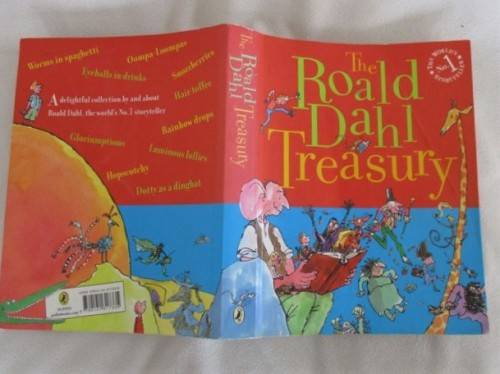 Worms in spaghetti
Oompa-Loompas
Eyeballs in drinks
Snozberries
Hair toffee
A delightful collection by and about
Roald Dahl, the world's No.1 storyteller
Rainbow drops
Gloriumptious
Luminous lollies
Hopscotchy
Dotty as a dingbat
The
Roald
Dahl
Treasury
The
Roald
Dahl
Treasury
THE WORLD'S
No.1
STORYTELLER